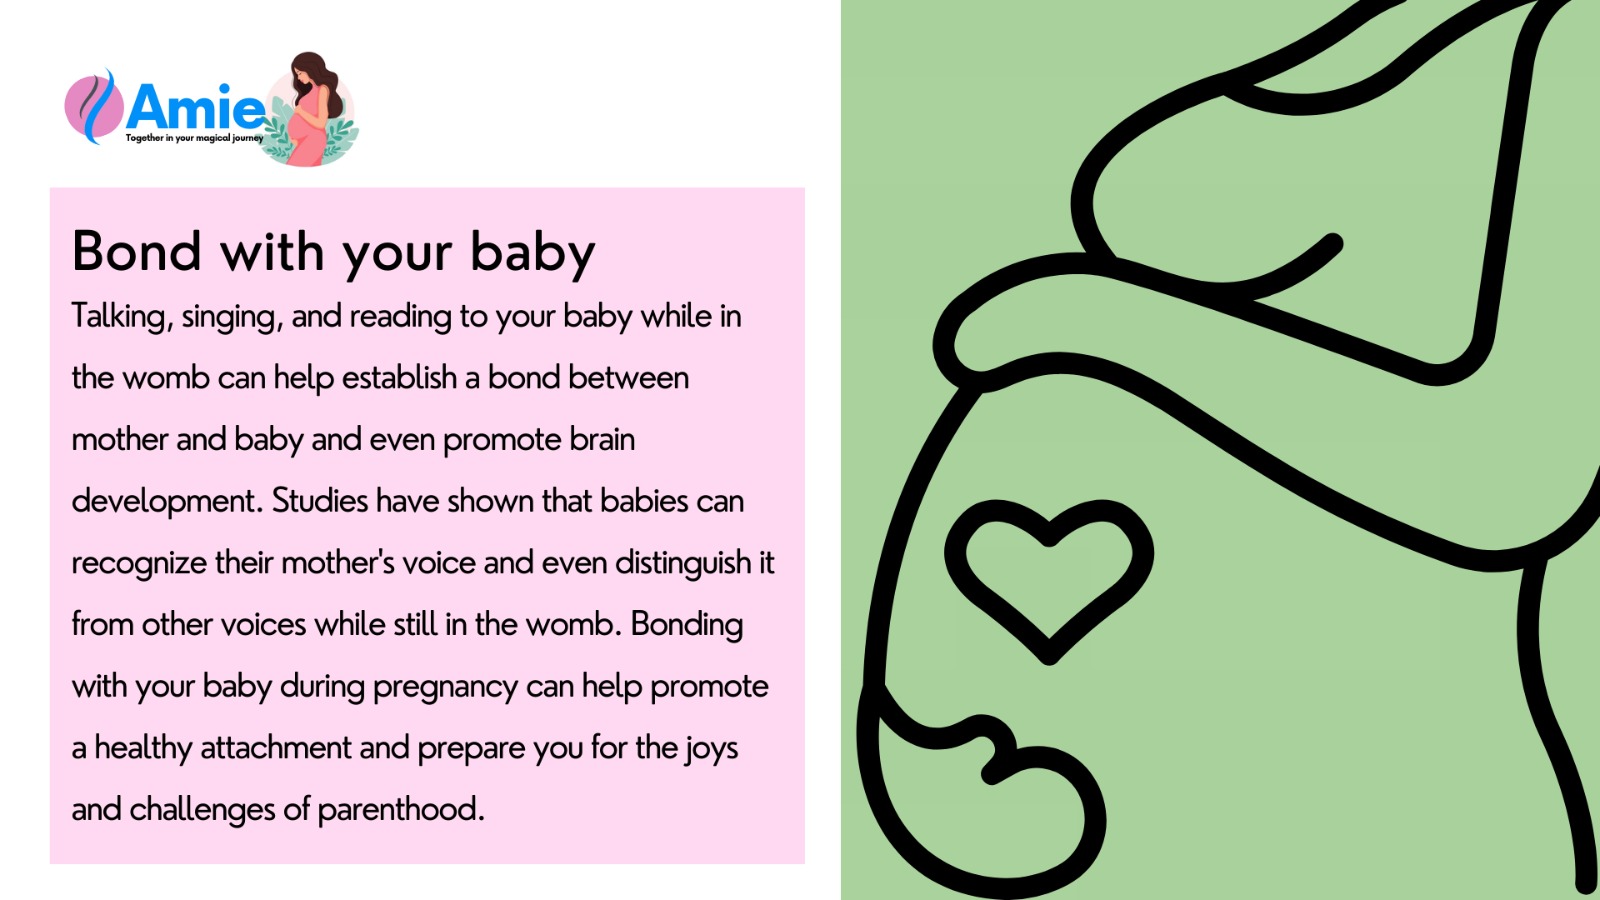 Amie
Together in your magical journey
Bond with your baby
Talking, singing, and reading to your baby while in
the womb can help establish a bond between
mother and baby and even promote brain
development. Studies have shown that babies can
recognize their mother's voice and even distinguish it
from other voices while still in the womb. Bonding
with your baby during pregnancy can help promote
a healthy attachment and prepare you for the joys
and challenges of parenthood.